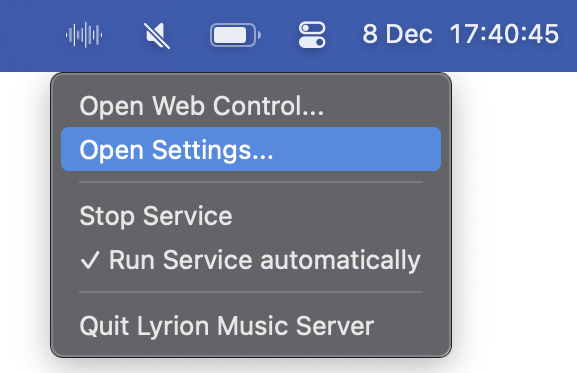 8 Dec 17:40:45
Open Web Control...
Open Settings...
Stop Service
✓ Run Service automatically
Quit Lyrion Music Server